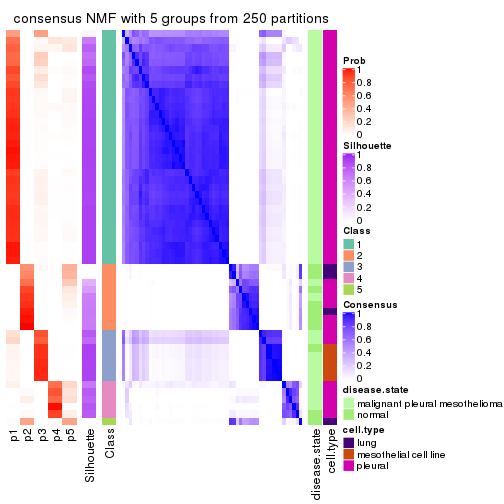 consensus NMF with 5 groups from 250 partitions
p1
p2
p3
p4
p5
Silhouette
Class
disease.state
cell.type
Prob
1
0.8
0.6
0.4
0.2
0
Silhouette
1
0.8
0.6
0.4
0.2
0
Class
1
2
3
4
5
Consensus
1
0.8
0.6
0.4
0.2
0
disease.state
malignant pleural mesothelioma
normal
cell.type
lung
mesothelial cell line
pleural